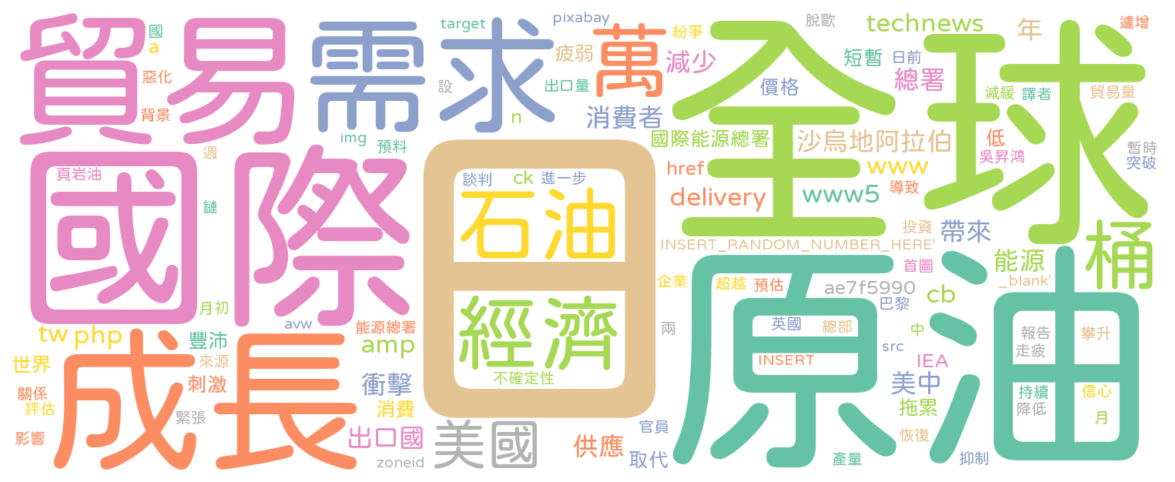 貿易
國
a
惡化
背景
需求
target
pixabay
紛爭
疲弱
萬
減少
設
出口量
n
消費者
img
預料
國際
頁岩油
週
鏈
月初
全球
脫歐
technews
年
遽增
短暫
日前
總署
價格
減緩
譯者
貿易量
國際能源總署
沙烏地阿拉伯
低
吳昇鴻
暫時
突破
href
www
導致
delivery
www5
談判
ck
進一步
日
石油
經濟
不確定性
投資
帶來
INSERT_RANDOM_NUMBER_HERE'
首圖
能源
_blank'
桶
企業
超越
預估
ae7f5990
巴黎
cb
兩
原油
英國
總部
中
src
INSERT
IEA
美中
報告
走疲
攀升
持續
降低
信心
月
拖累
恢復
產量
抑制
tw
php
豐沛
avw
能源總署
amp
世界
來源
刺激
關係
評估
緊張
影響
成長
衝擊
消費
出口國
zoneid
美國
供應
官員
取代